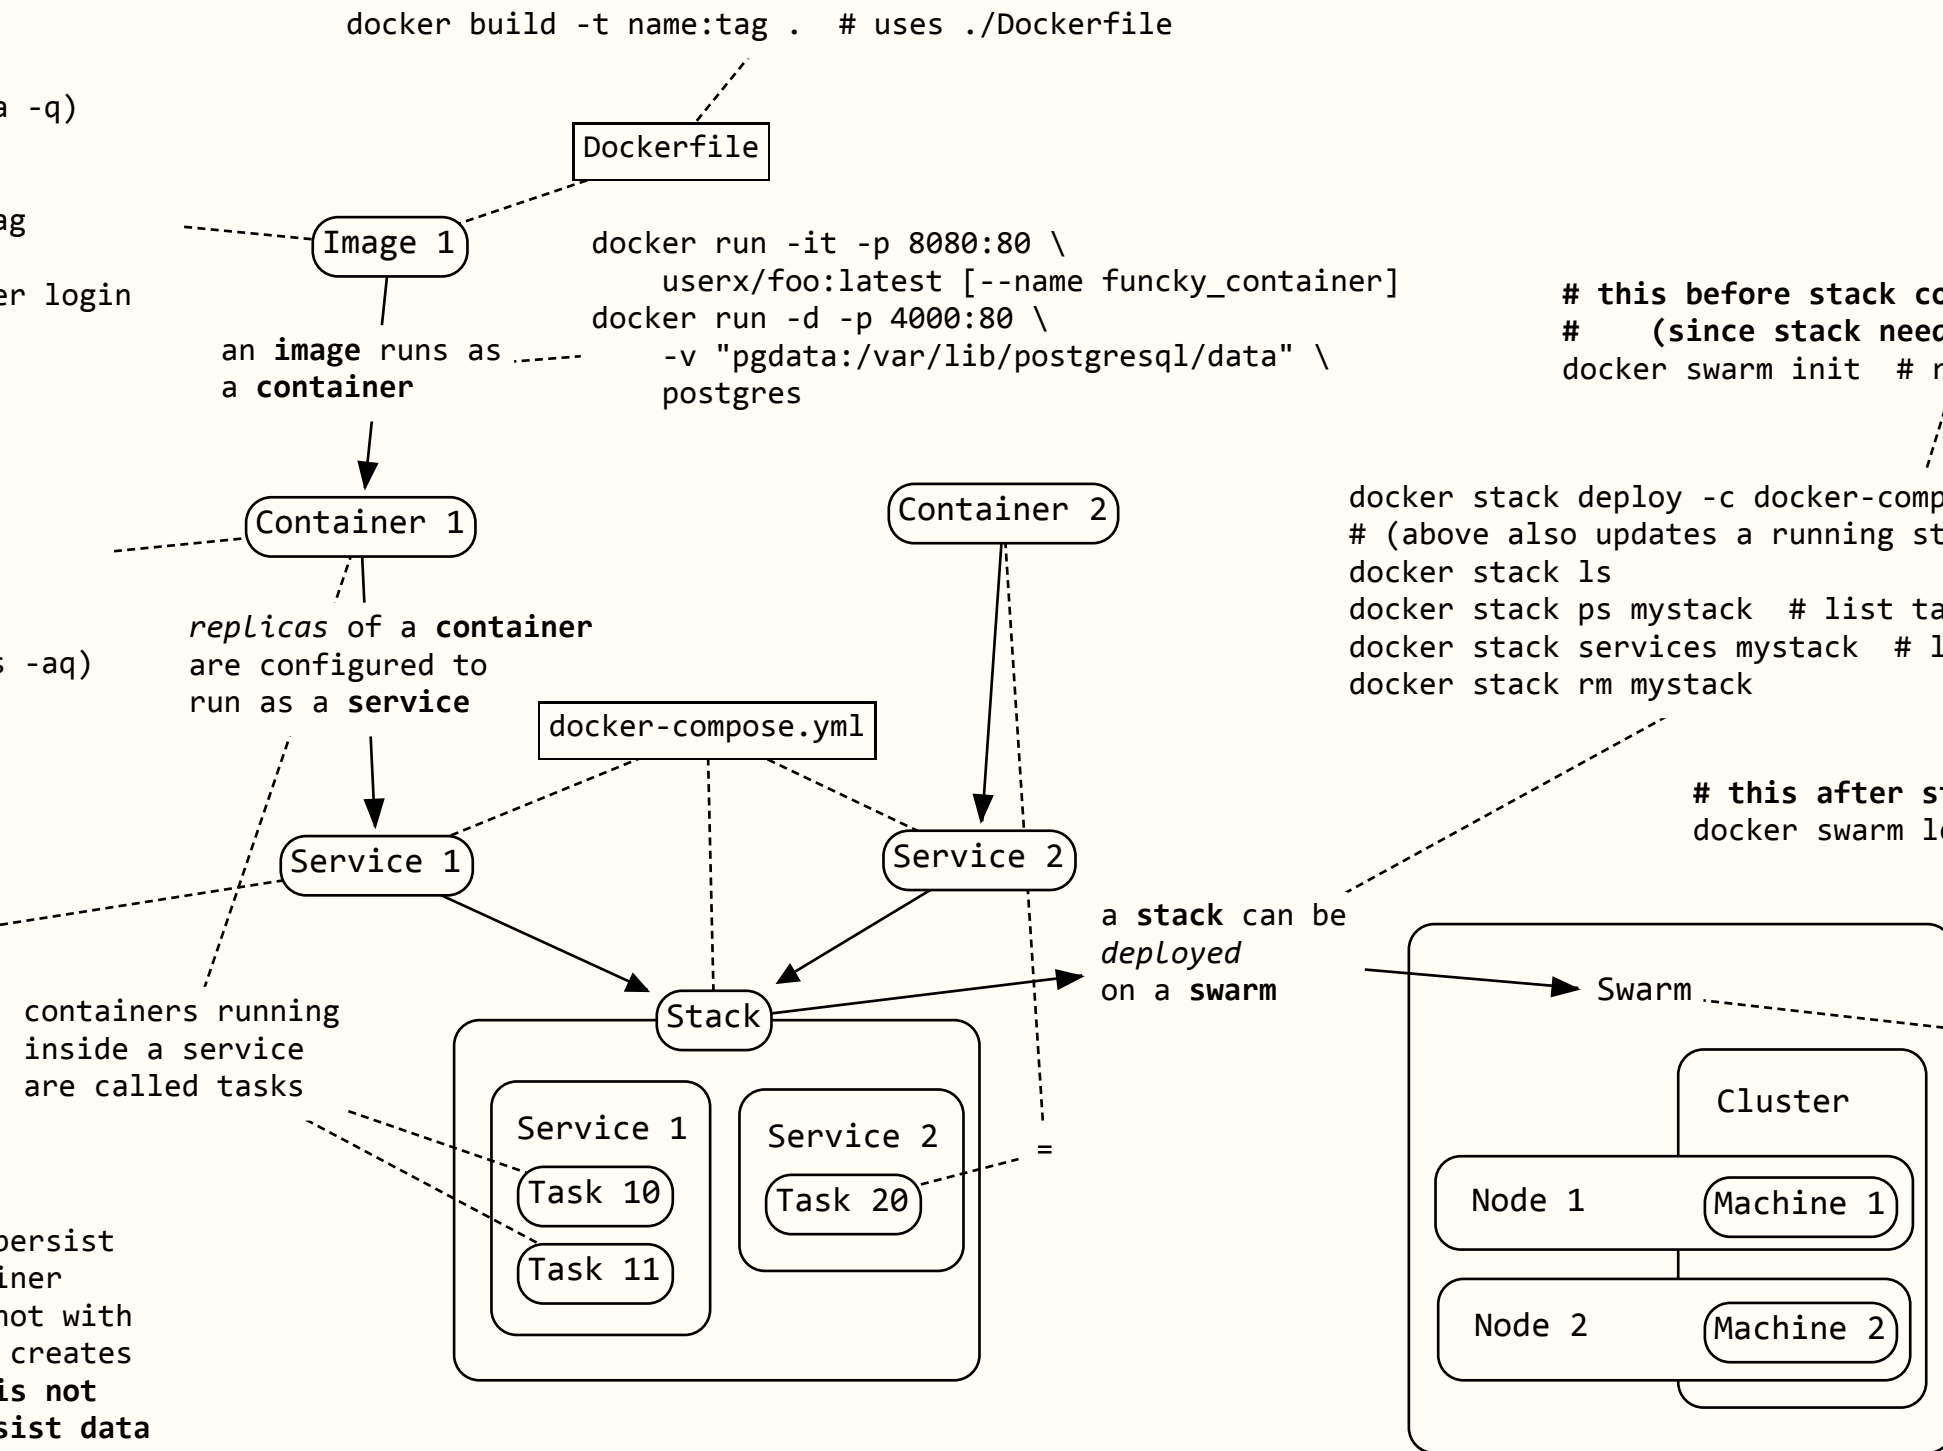 docker build -t name:tag .  # uses ./Dockerfile
a -q)
Dockerfile
ag
Image 1
er login
docker run -it -p 8080:80 \
    userx/foo:latest [--name funcky_container]
docker run -d -p 4000:80 \
    -v "pgdata:/var/lib/postgresql/data" \
    postgres
an image runs as
a container
# this before stack co
#    (since stack need
docker swarm init  # r
Container 1
Container 2
docker stack deploy -c docker-comp
# (above also updates a running st
docker stack ls
docker stack ps mystack  # list ta
docker stack services mystack  # l
docker stack rm mystack
replicas of a container
are configured to
run as a service
s -aq)
docker-compose.yml
# this after st
docker swarm le
Service 1
Service 2
a stack can be
deployed
on a swarm
Stack
Swarm
containers running
inside a service
are called tasks
Service 1
Task 10
Task 11
Service 2
Task 20
=
Cluster
Node 1
Machine 1
Node 2
Machine 2
persist
iner
not with
creates
is not
sist data